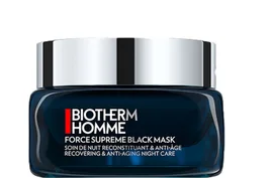 BIOTHERM
HOMME
FORCE SUPREME BLACK MASK
SOIN DE NUIT RECONSTITUANT & ANTI-ÂGE
RECOVERING & ANTI-AGING NIGHT CARE